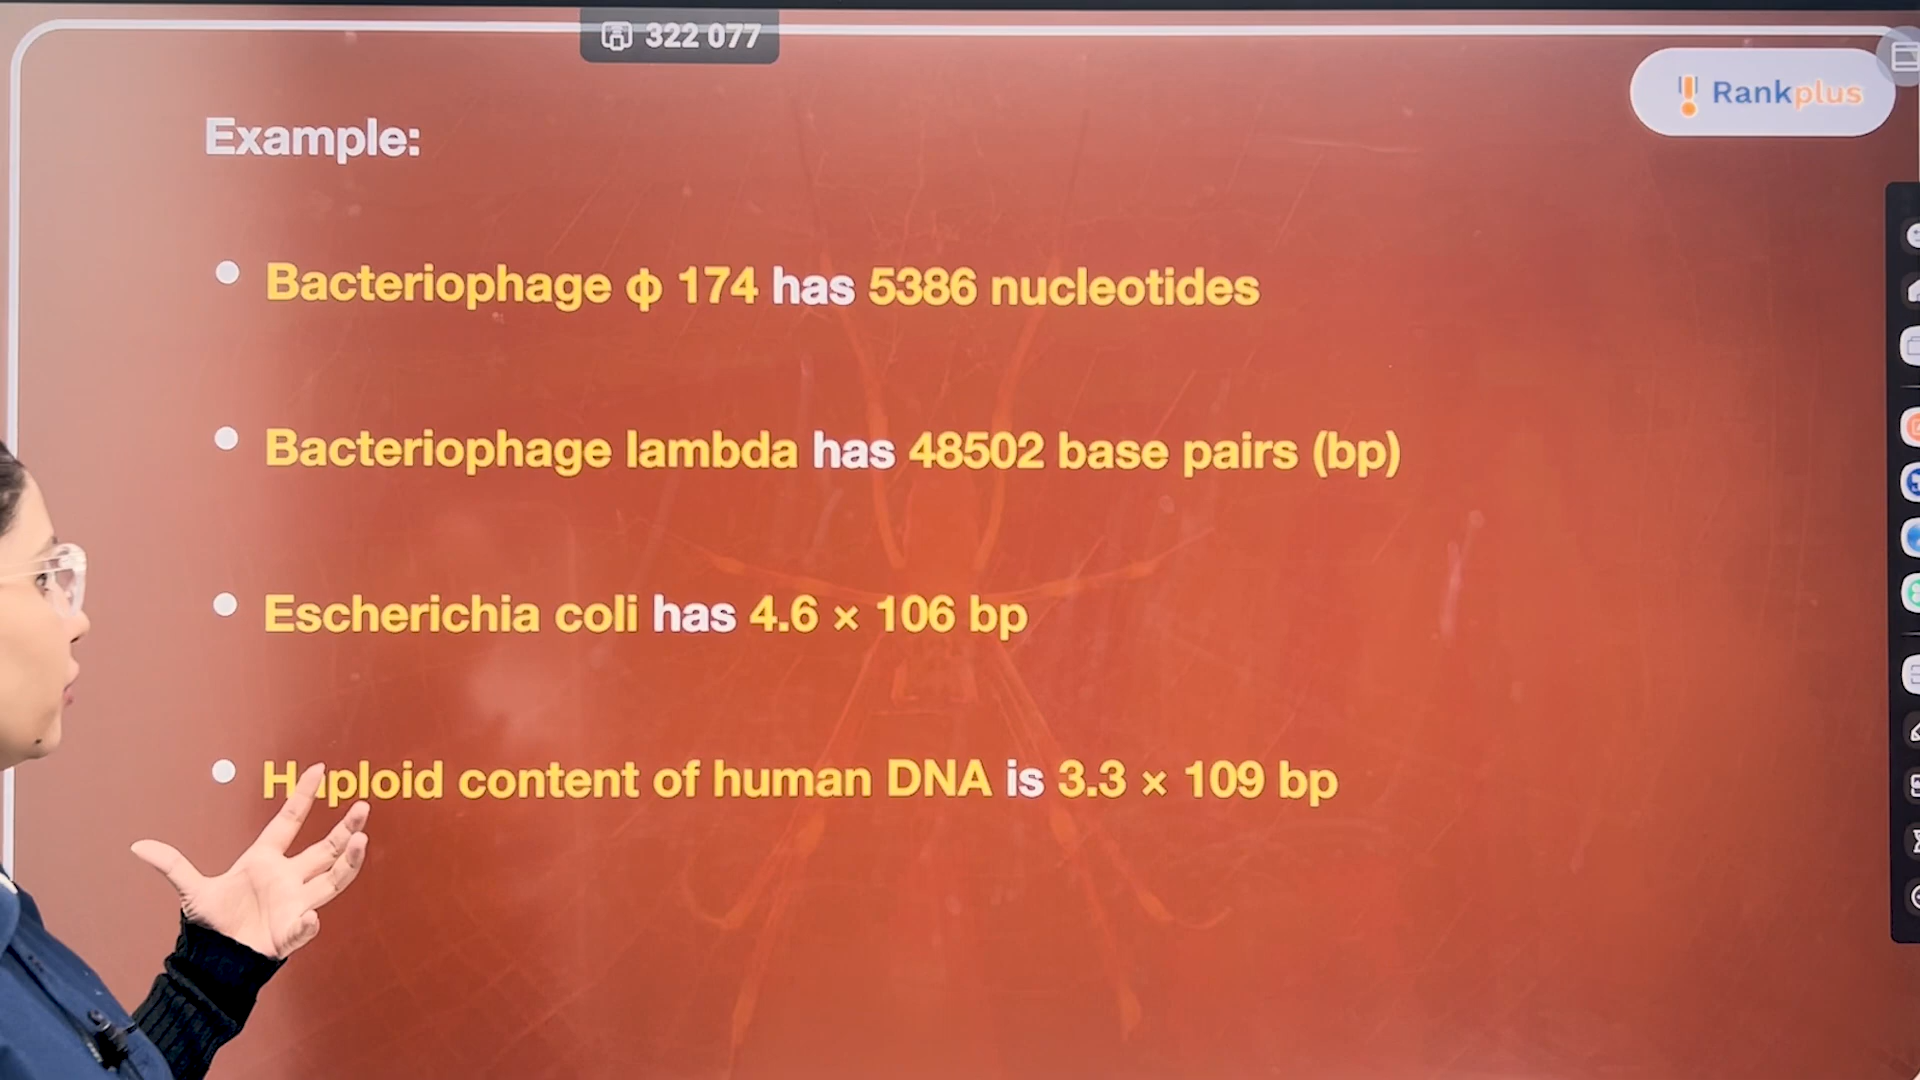 322 077
Rankplus
Example:
Bacteriophage ф 174 has 5386 nucleotides
Bacteriophage lambda has 48502 base pairs (bp)
Escherichia coli has 4.6 × 106 bp
Haploid content of human DNA is 3.3 × 109 bp